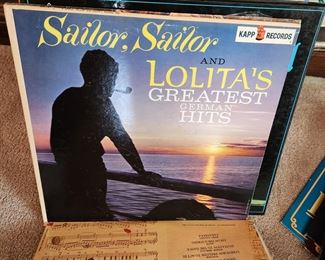 Sailor, Sailor
KAPP RECORDS
AND
LOLITA'S
GREATEST
GERMAN
HITS